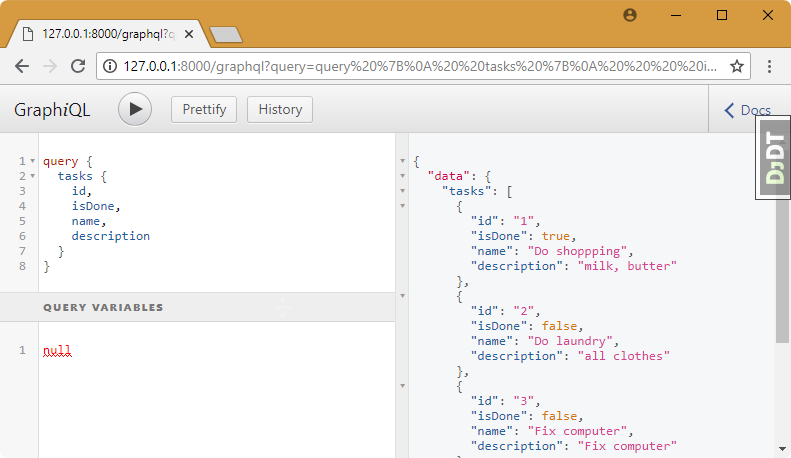 127.0.0.1:8000/graphql?q
127.0.0.1:8000/graphql?query=query%20%7B%0A%20%20tasks%20%7B%0A%20%20%20%20i...
GraphiQL
Prettify
History
Docs
DJDT
1 query {
2 tasks {
3 id,
4 isDone,
5 name,
6 description
7 }
8 }
QUERY VARIABLES
1 null
{
"data": {
"tasks": [
{
"id": "1",
"isDone": true,
"name": "Do shoppping",
"description": "milk, butter"
},
{
"id": "2",
"isDone": false,
"name": "Do laundry",
"description": "all clothes"
},
{
"id": "3",
"isDone": false,
"name": "Fix computer",
"description": "Fix computer"